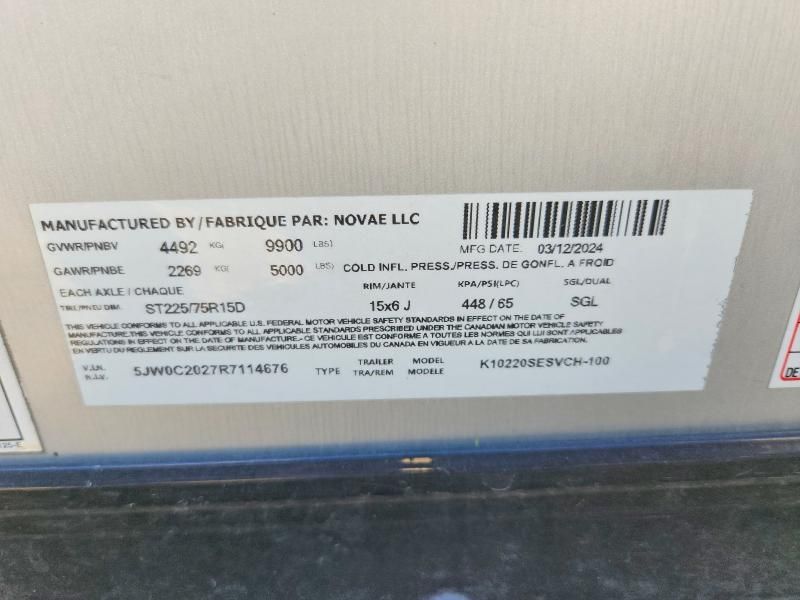 MANUFACTURED BY/FABRIQUE PAR: NOVAE LLC
MFG DATE: 03/12/2024
GVWR/PNBV 4492 KG( 9900 LBS)
GAWR/PNBE 2269 KG( 5000 LBS) COLD INFL. PRESS./PRESS. DE GONFL. A FROID
EACH AXLE / CHAQUE RIM/JANTE KPA/PSI(LPC) SGL/DUAL
TIRE/PNEU DIM. ST225/75R15D 15x6 J 448 / 65 SGL
THIS VEHICLE CONFORMS TO ALL APPLICABLE U.S. FEDERAL MOTOR VEHICLE SAFETY STANDARDS IN EFFECT ON THE DATE OF
MANUFACTURE.THIS VEHICLE CONFORMS TO ALL APPLICABLE STANDARDS PRESCRIBED UNDER THE CANADIAN MOTOR VEHICLE SAFETY
REGULATIONS IN EFFECT ON THE DATE OF MANUFACTURE.- CE VEHICULE EST CONFORME A TOUTES LES NORMES QUI LUI SONT APPLICABLES
EN VERTU DU REGLEMENT SUR LA SECURITE DES VEHICULES AUTOMOBILES DU CANADA EN VIGUEUR A LA DATE DE SA FABRICATION.
V.I.N. 5JW0C2027R7114676 TYPE TRAILER MODEL K10220SESVCH-100
N.I.V. TRA/REM MODELE
125-E
DE